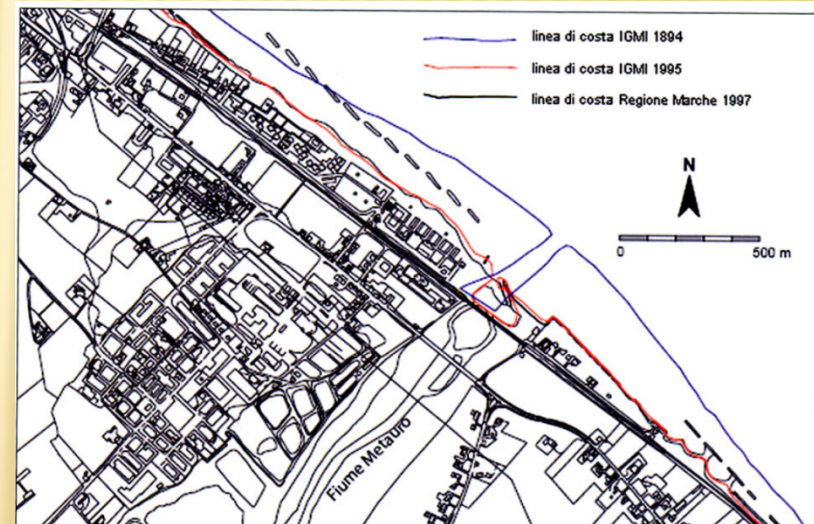 linea di costa IGMI 1894
linea di costa IGMI 1995
linea di costa Regione Marche 1997
N
0 500 m
Fiume Metauro